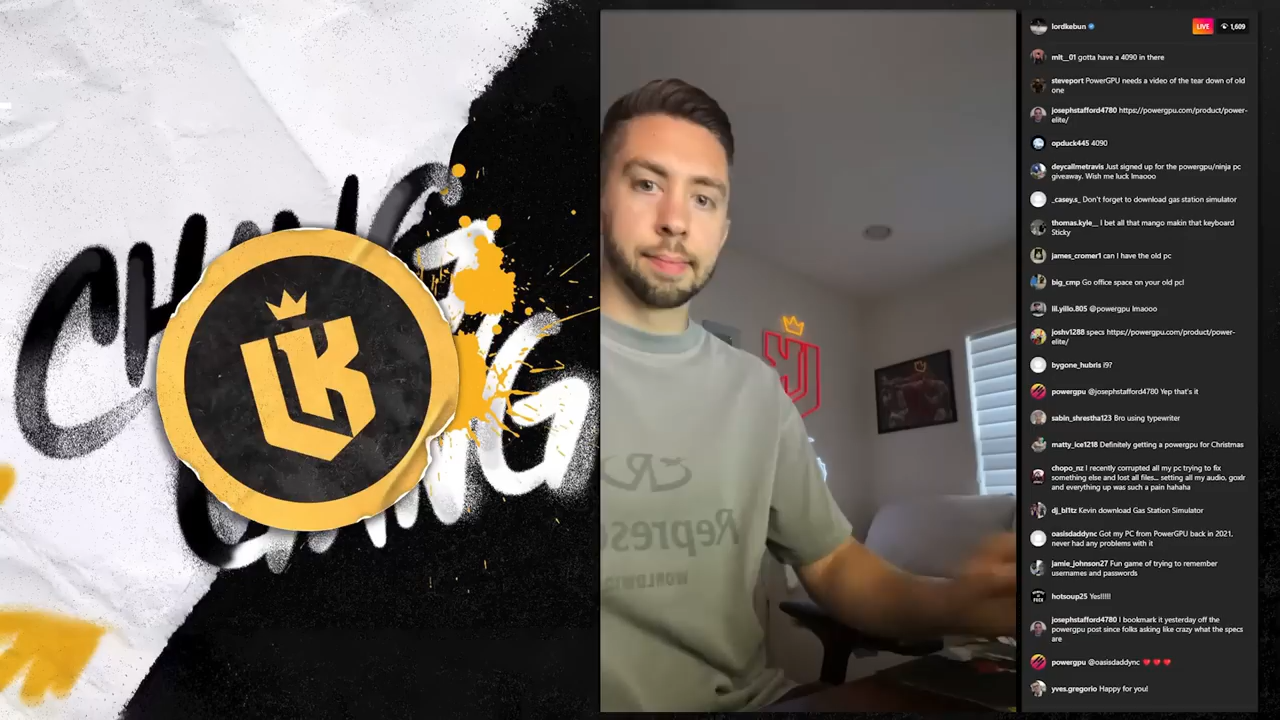 CHANG
GANG
LK
Represe
WORLDWID
lordkebun
LIVE
1,609
mlt__01 gotta have a 4090 in there
steveport PowerGPU needs a video of the tear down of old
one
josephstafford4780 https://powergpu.com/product/power-
elite/
opduck445 4090
deycallmetravis Just signed up for the powergpu/ninja pc
giveaway. Wish me luck lmaooo
_casey.s_ Don't forget to download gas station simulator
thomas.kyle__ I bet all that mango makin that keyboard
Sticky
james_cromer1 can I have the old pc
big_cmp Go office space on your old pc!
lil.yillo.805 @powergpu lmaooo
joshv1288 specs https://powergpu.com/product/power-
elite/
bygone_hubris i9?
powergpu @josephstafford4780 Yep that's it
sabin_shrestha123 Bro using typewriter
matty_ice1218 Definitely getting a powergpu for Christmas
chopo_nz I recently corrupted all my pc trying to fix
something else and lost all files... setting all my audio, goxlr
and everything up was such a pain hahaha
dj_bl1tz Kevin download Gas Station Simulator
oasisdaddync Got my PC from PowerGPU back in 2021,
never had any problems with it
jamie_johnson27 Fun game of trying to remember
usernames and passwords
hotsoup25 Yes!!!!!
josephstafford4780 I bookmark it yesterday off the
powergpu post since folks asking like crazy what the specs
are
powergpu @oasisdaddync ❤️ ❤️ ❤️
yves.gregorio Happy for you!